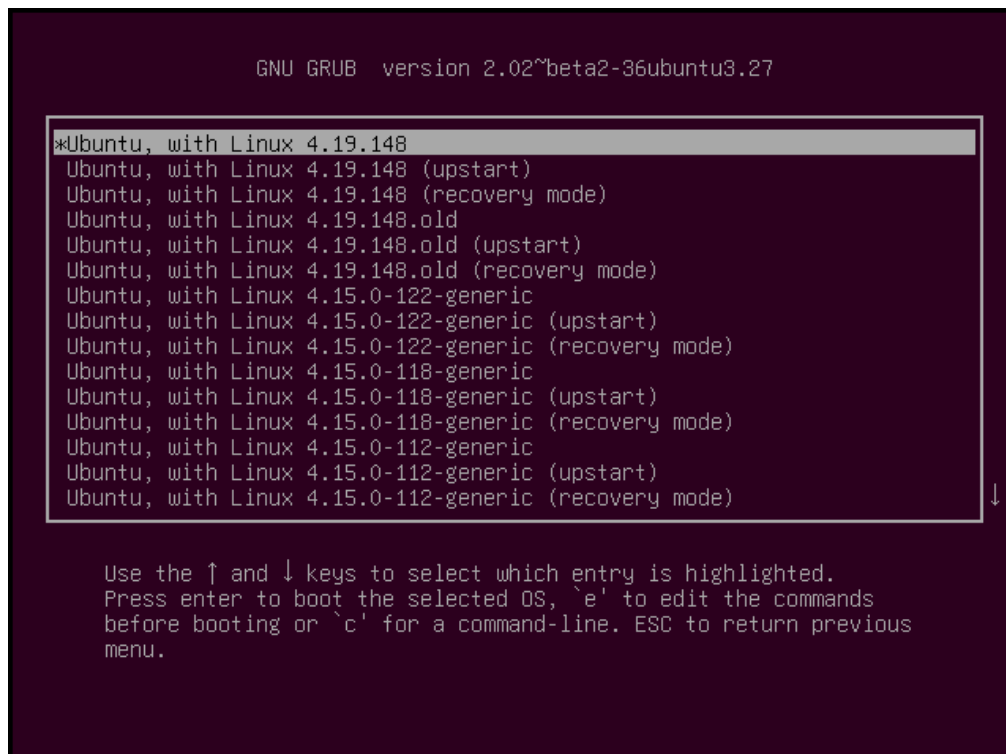 GNU GRUB  version 2.02~beta2-36ubuntu3.27
*Ubuntu, with Linux 4.19.148
Ubuntu, with Linux 4.19.148 (upstart)
Ubuntu, with Linux 4.19.148 (recovery mode)
Ubuntu, with Linux 4.19.148.old
Ubuntu, with Linux 4.19.148.old (upstart)
Ubuntu, with Linux 4.19.148.old (recovery mode)
Ubuntu, with Linux 4.15.0-122-generic
Ubuntu, with Linux 4.15.0-122-generic (upstart)
Ubuntu, with Linux 4.15.0-122-generic (recovery mode)
Ubuntu, with Linux 4.15.0-118-generic
Ubuntu, with Linux 4.15.0-118-generic (upstart)
Ubuntu, with Linux 4.15.0-118-generic (recovery mode)
Ubuntu, with Linux 4.15.0-112-generic
Ubuntu, with Linux 4.15.0-112-generic (upstart)
Ubuntu, with Linux 4.15.0-112-generic (recovery mode) ↓
Use the ↑ and ↓ keys to select which entry is highlighted.
Press enter to boot the selected OS, `e' to edit the commands
before booting or `c' for a command-line. ESC to return previous
menu.